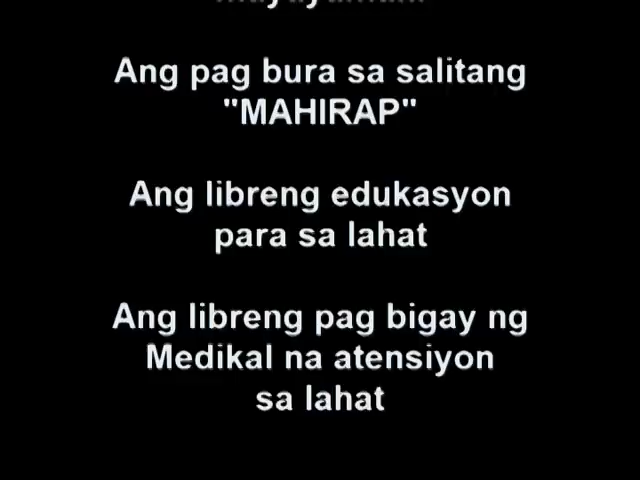 Ang pag bura sa salitang
"MAHIRAP"
Ang libreng edukasyon
para sa lahat
Ang libreng pag bigay ng
Medikal na atensiyon
sa lahat